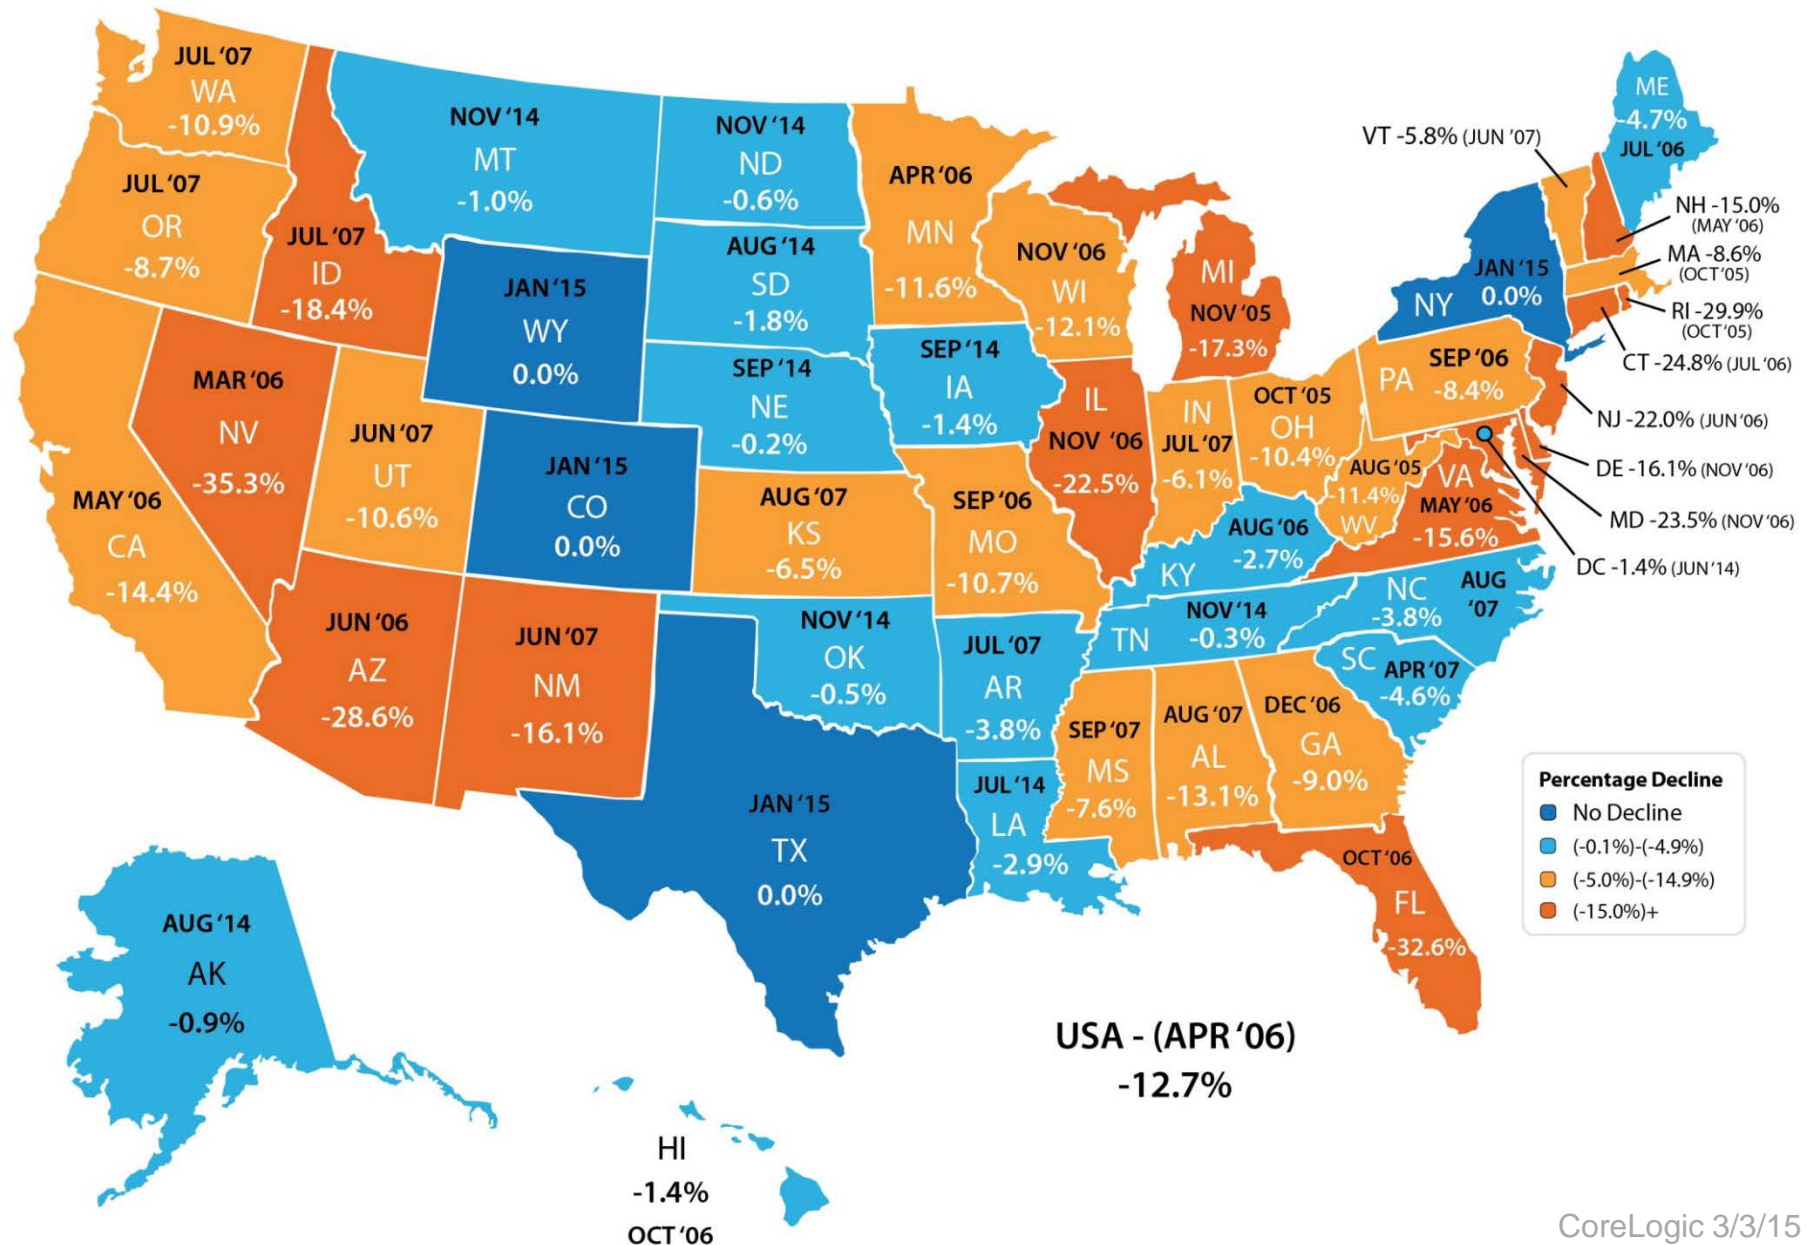 JUL ‘07
WA
-10.9%
JUL ‘07
OR
-8.7%
JUL ‘07
ID
-18.4%
NOV ‘14
MT
-1.0%
NOV ‘14
ND
-0.6%
AUG ‘14
SD
-1.8%
SEP ‘14
NE
-0.2%
JAN ‘15
WY
0.0%
APR ‘06
MN
-11.6%
NOV ‘06
WI
-12.1%
MI
NOV ‘05
-17.3%
SEP ‘14
IA
-1.4%
MAR ‘06
NV
-35.3%
MAY ‘06
CA
-14.4%
JUN ‘07
UT
-10.6%
JAN ‘15
CO
0.0%
AUG ‘07
KS
-6.5%
SEP ‘06
MO
-10.7%
IL
NOV ‘06
-22.5%
IN
JUL ‘07
-6.1%
OCT ‘05
OH
-10.4%
PA
SEP ‘06
-8.4%
NY
JAN ‘15
0.0%
ME
-4.7%
JUL ‘06
VT -5.8% (JUN ‘07)
NH -15.0%
(MAY ‘06)
MA -8.6%
(OCT‘05)
RI -29.9%
(OCT‘05)
CT -24.8% (JUL ‘06)
NJ -22.0% (JUN ‘06)
DE -16.1% (NOV ‘06)
MD -23.5% (NOV ‘06)
DC -1.4% (JUN ‘14)
AUG ‘05
-11.4%
WV
VA
MAY ‘06
-15.6%
AUG ‘06
-2.7%
KY
TN
NOV ‘14
-0.3%
NC
-3.8%
AUG
‘07
SC
APR ‘07
-4.6%
JUN ‘06
AZ
-28.6%
JUN ‘07
NM
-16.1%
NOV ‘14
OK
-0.5%
JUL ‘07
AR
-3.8%
SEP ‘07
MS
-7.6%
AUG ‘07
AL
-13.1%
DEC ‘06
GA
-9.0%
JUL ‘14
LA
-2.9%
JAN ‘15
TX
0.0%
OCT ‘06
FL
-32.6%
AUG ‘14
AK
-0.9%
HI
-1.4%
OCT ‘06
USA - (APR ‘06)
-12.7%
Percentage Decline
No Decline
(-0.1%)-(-4.9%)
(-5.0%)-(-14.9%)
(-15.0%)+
CoreLogic 3/3/15